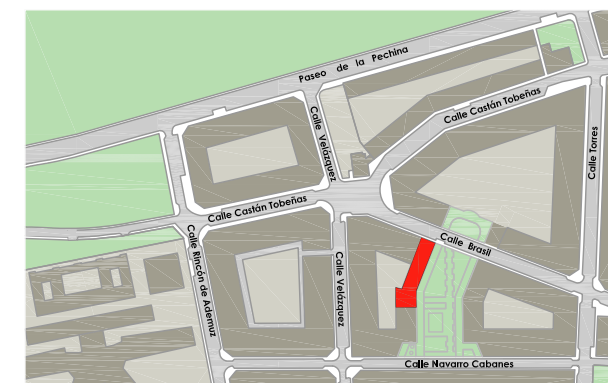 Paseo de la Pechina
Calle Castán Tobeñas
Calle Velázquez
Calle Torres
Calle Castán Tobeñas
Calle Brasil
Calle Rincón de Ademuz
Calle Velázquez
Calle Navarro Cabanes